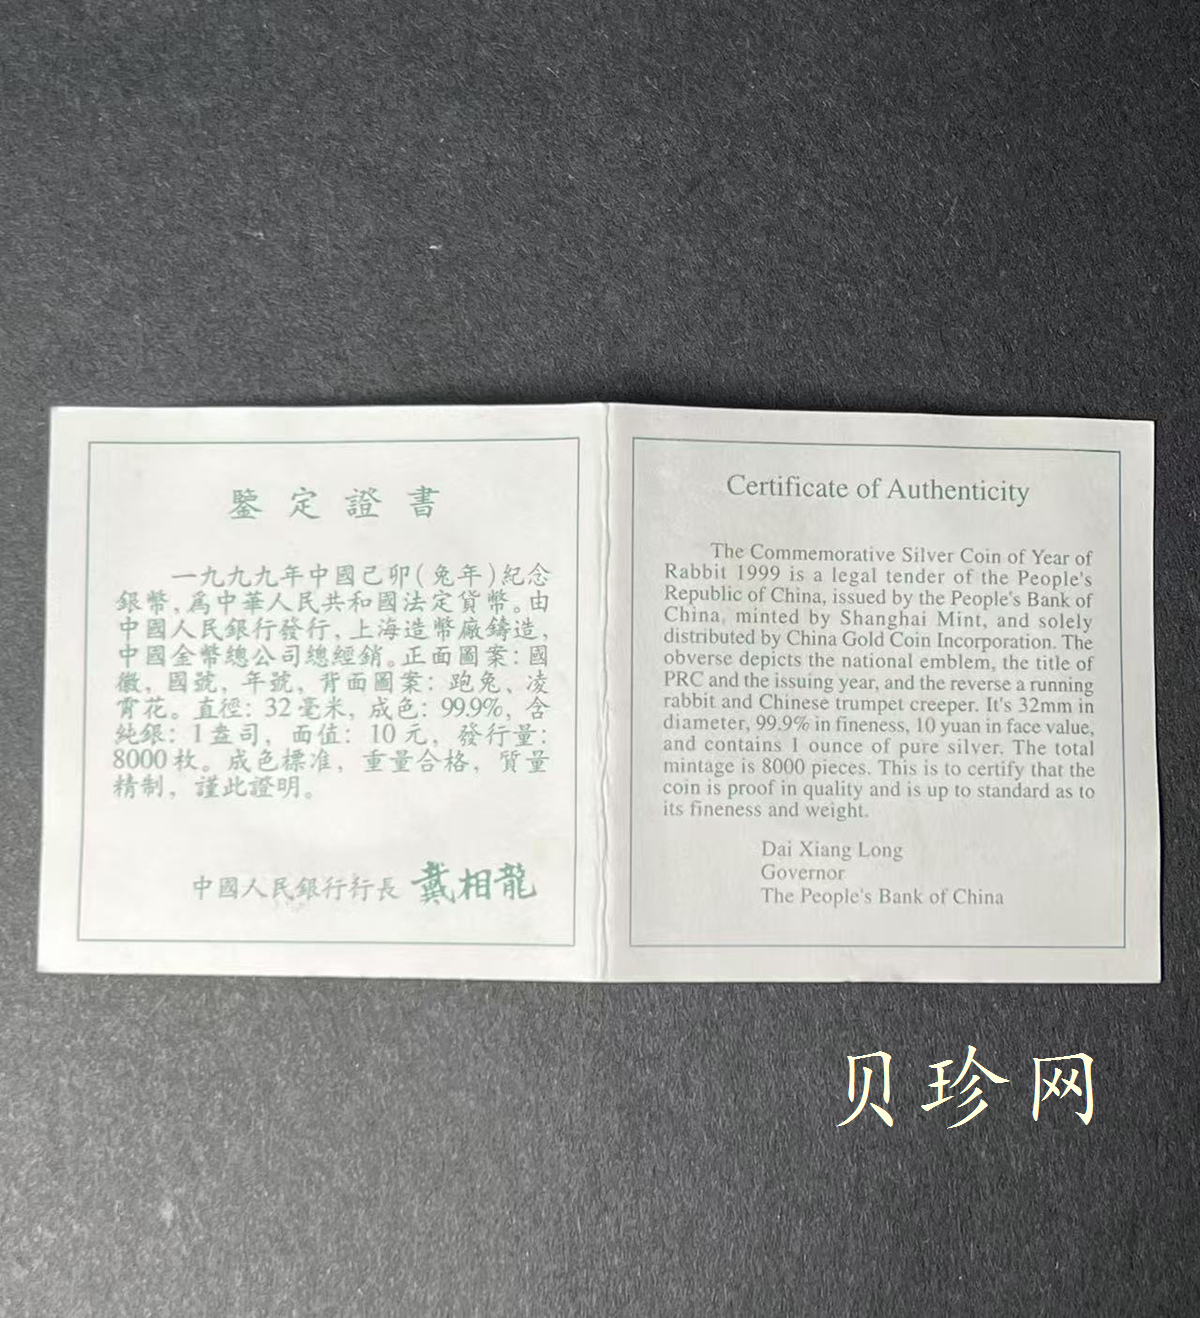 鑒定證書
一九九九年中國己卯(兔年)紀念
銀幣，爲中華人民共和國法定貨幣。由
中國人民銀行發行，上海造幣廠鑄造，
中國金幣總公司總經銷。正面圖案：國
徽，國號，年號，背面圖案：跑兔、凌
霄花。直徑：32毫米，成色：99.9%，含
純銀：1盎司，面值：10元，發行量：
8000枚。成色標准，重量合格，質量
精制，謹此證明。
中國人民銀行行長 戴相龍
Certificate of Authenticity
The Commemorative Silver Coin of Year of
Rabbit 1999 is a legal tender of the People's
Republic of China, issued by the People's Bank of
China, minted by Shanghai Mint, and solely
distributed by China Gold Coin Incorporation. The
obverse depicts the national emblem, the title of
PRC and the issuing year, and the reverse a running
rabbit and Chinese trumpet creeper. It's 32mm in
diameter, 99.9% in fineness, 10 yuan in face value,
and contains 1 ounce of pure silver. The total
mintage is 8000 pieces. This is to certify that the
coin is proof in quality and is up to standard as to
its fineness and weight.
Dai Xiang Long
Governor
The People's Bank of China
贝珍网